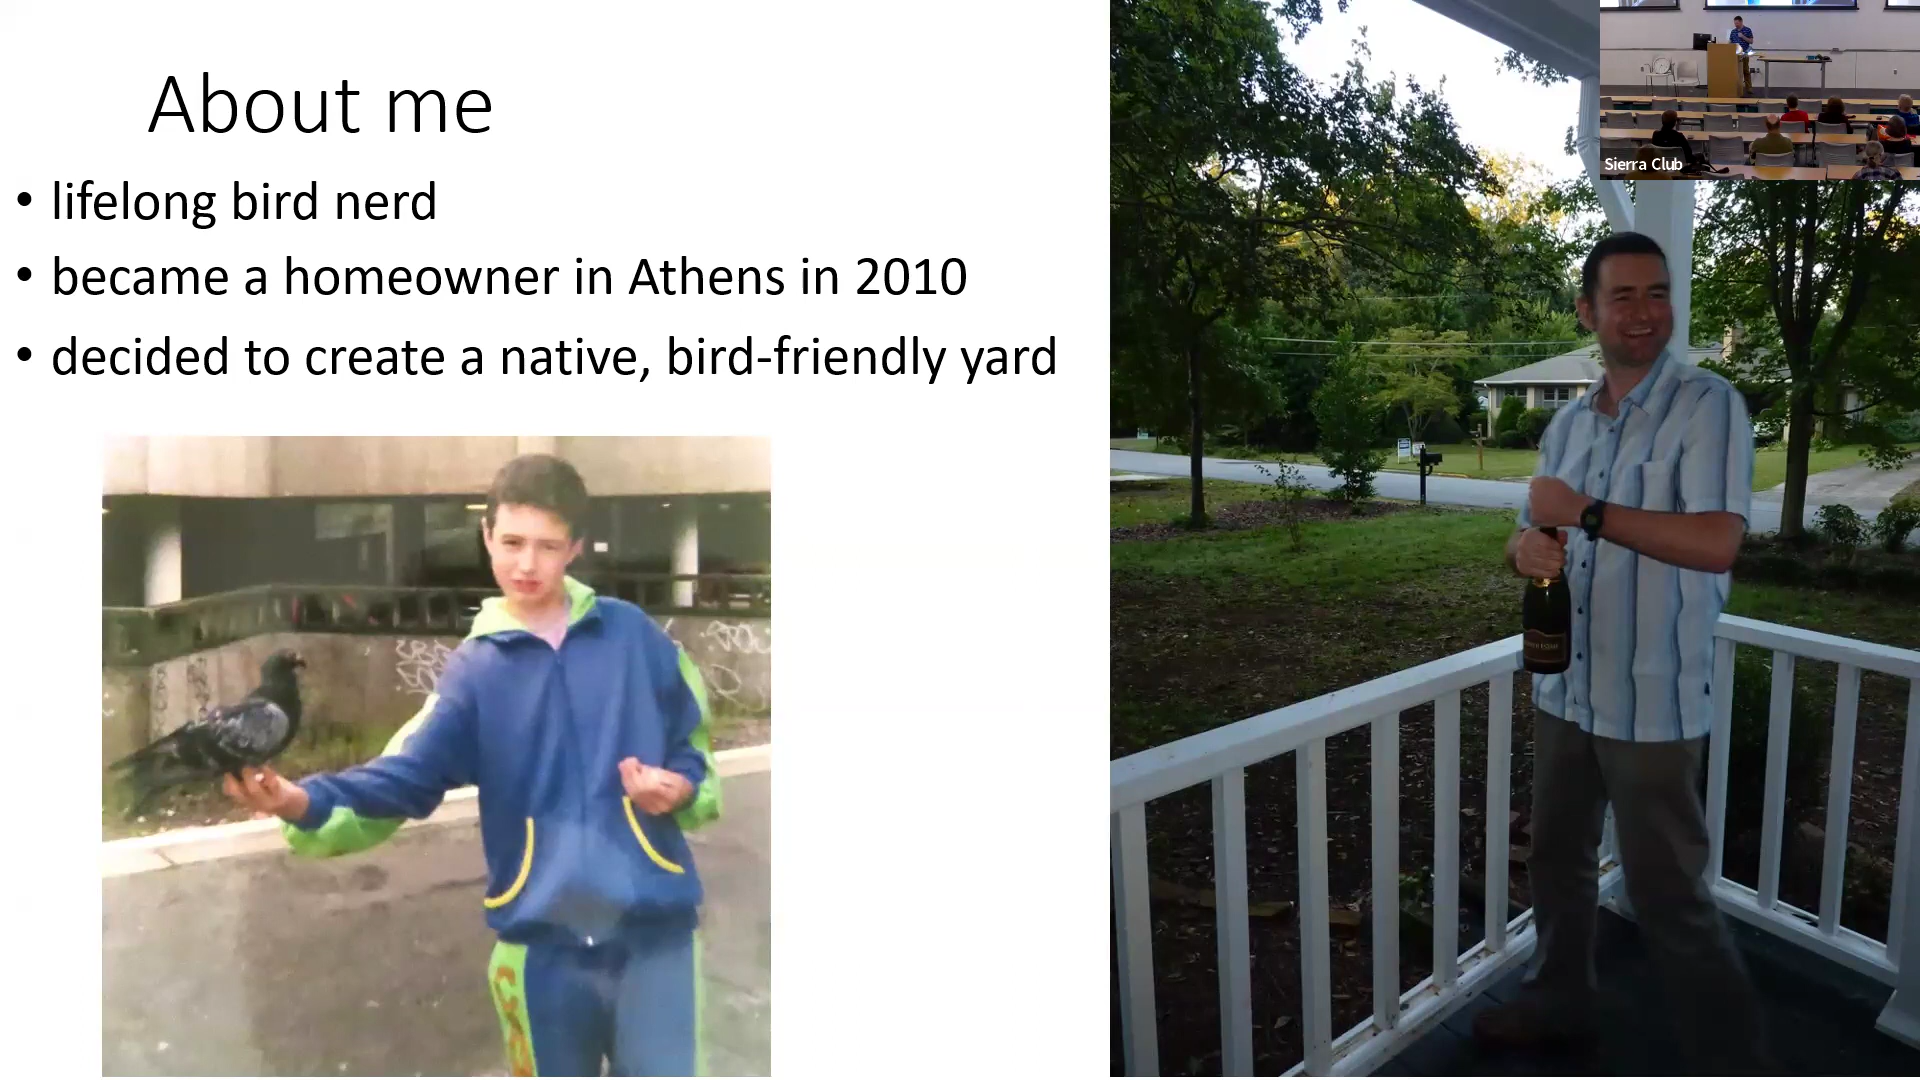 About me
• lifelong bird nerd
• became a homeowner in Athens in 2010
• decided to create a native, bird-friendly yard
Sierra Club